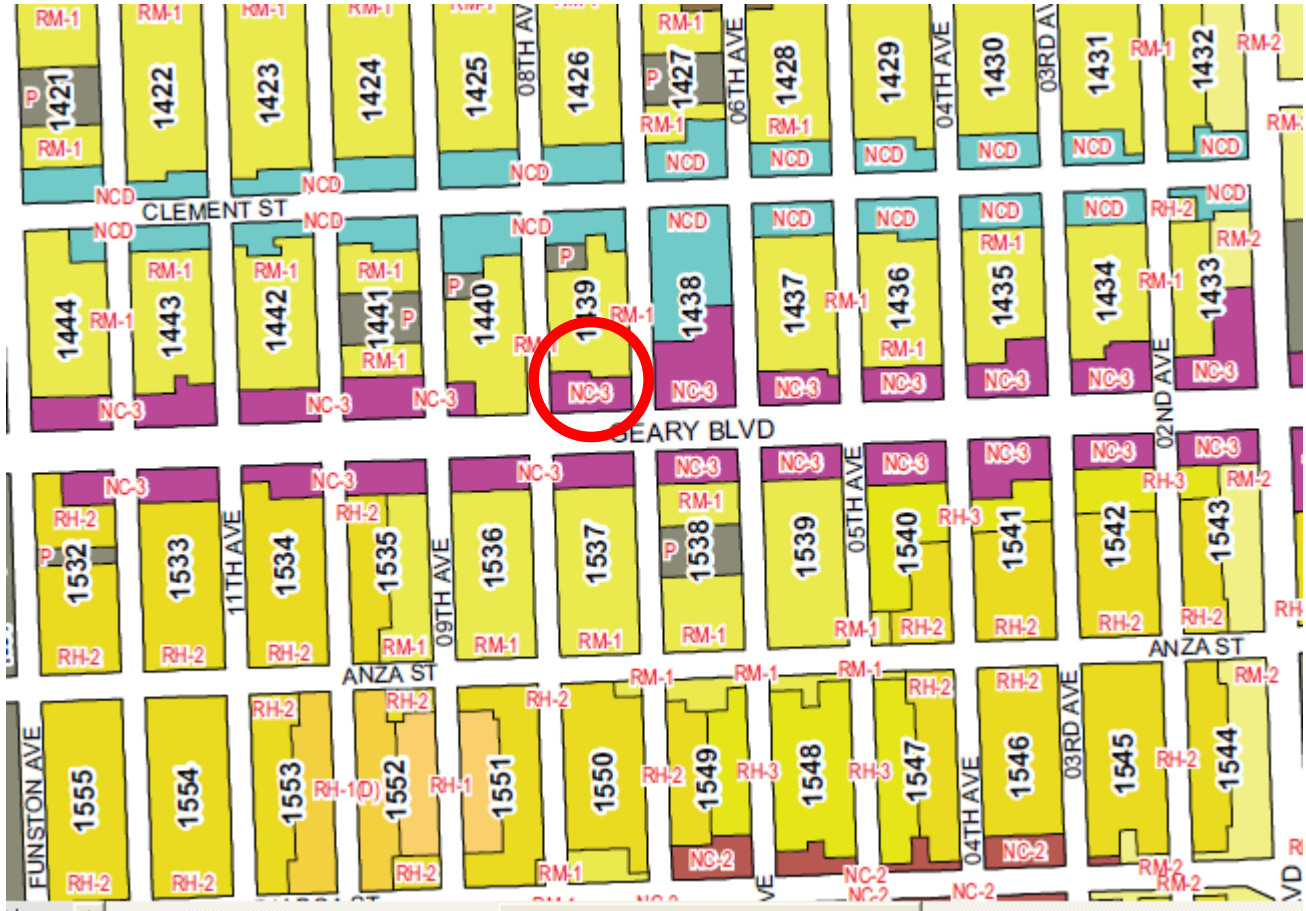 RM-1 RM-1 RM-1 RM-1 RM-1 08TH AV RM-1 06TH AVE 04TH AVE 03RD AV RM-1 RM-2
P 1421 1422 1423 1424 1425 1426 P 1427 1428 1429 1430 1431 1432
RM-1 RM-1 RM-1 RM-
NCD NCD NCD NCD NCD NCD NCD NCD NCD
CLEMENT ST
NCD NCD NCD NCD NCD NCD NCD NCD RH-2 NCD
RM-1 RM-1 RM-1 P RM-1 RM-2
P RM-1
1444 RM-1 1443 1442 1441 P 1440 1439 RM-1 1438 1437 RM-1 1436 1435 1434 1433
RM-1 RM-1
NC-3 NC-3 NC-3 NC-3 NC-3 NC-3 NC-3 NC-3 NC-3 02ND AVE NC-3
GEARY BLVD
NC-3 NC-3 NC-3 NC-3 NC-3 NC-3 NC-3 NC-3 NC-3
RH-2 RH-2 RM-1 RH-3 RH-3 RM-2
P 1532 1533 11TH AVE 1534 1535 09TH AVE 1536 1537 P 1538 1539 05TH AVE 1540 1541 1542 1543
RH-2 RH-2 RH-2 RM-1 RM-1 RM-1 RM-1 RM-1 RH-2 RH-2 RH-2 RH-2 RH-
ANZA ST ANZA ST
RH-2 RH-2 RH-2 RM-1 RM-1 RM-1 RH-2 RH-2 RM-2
FUNSTON AVE 1555 1554 1553 RH-1(D) 1552 RH-1 1551 1550 RH-2 1549 RH-3 1548 RH-3 1547 04TH AVE 1546 03RD AVE 1545 RH-2 1544
RH-2 RH-2 RH-2 RM-1 NC-2 NC-2 NC-2 RM-2 RM-2
NC-2 NC-2
VE VD